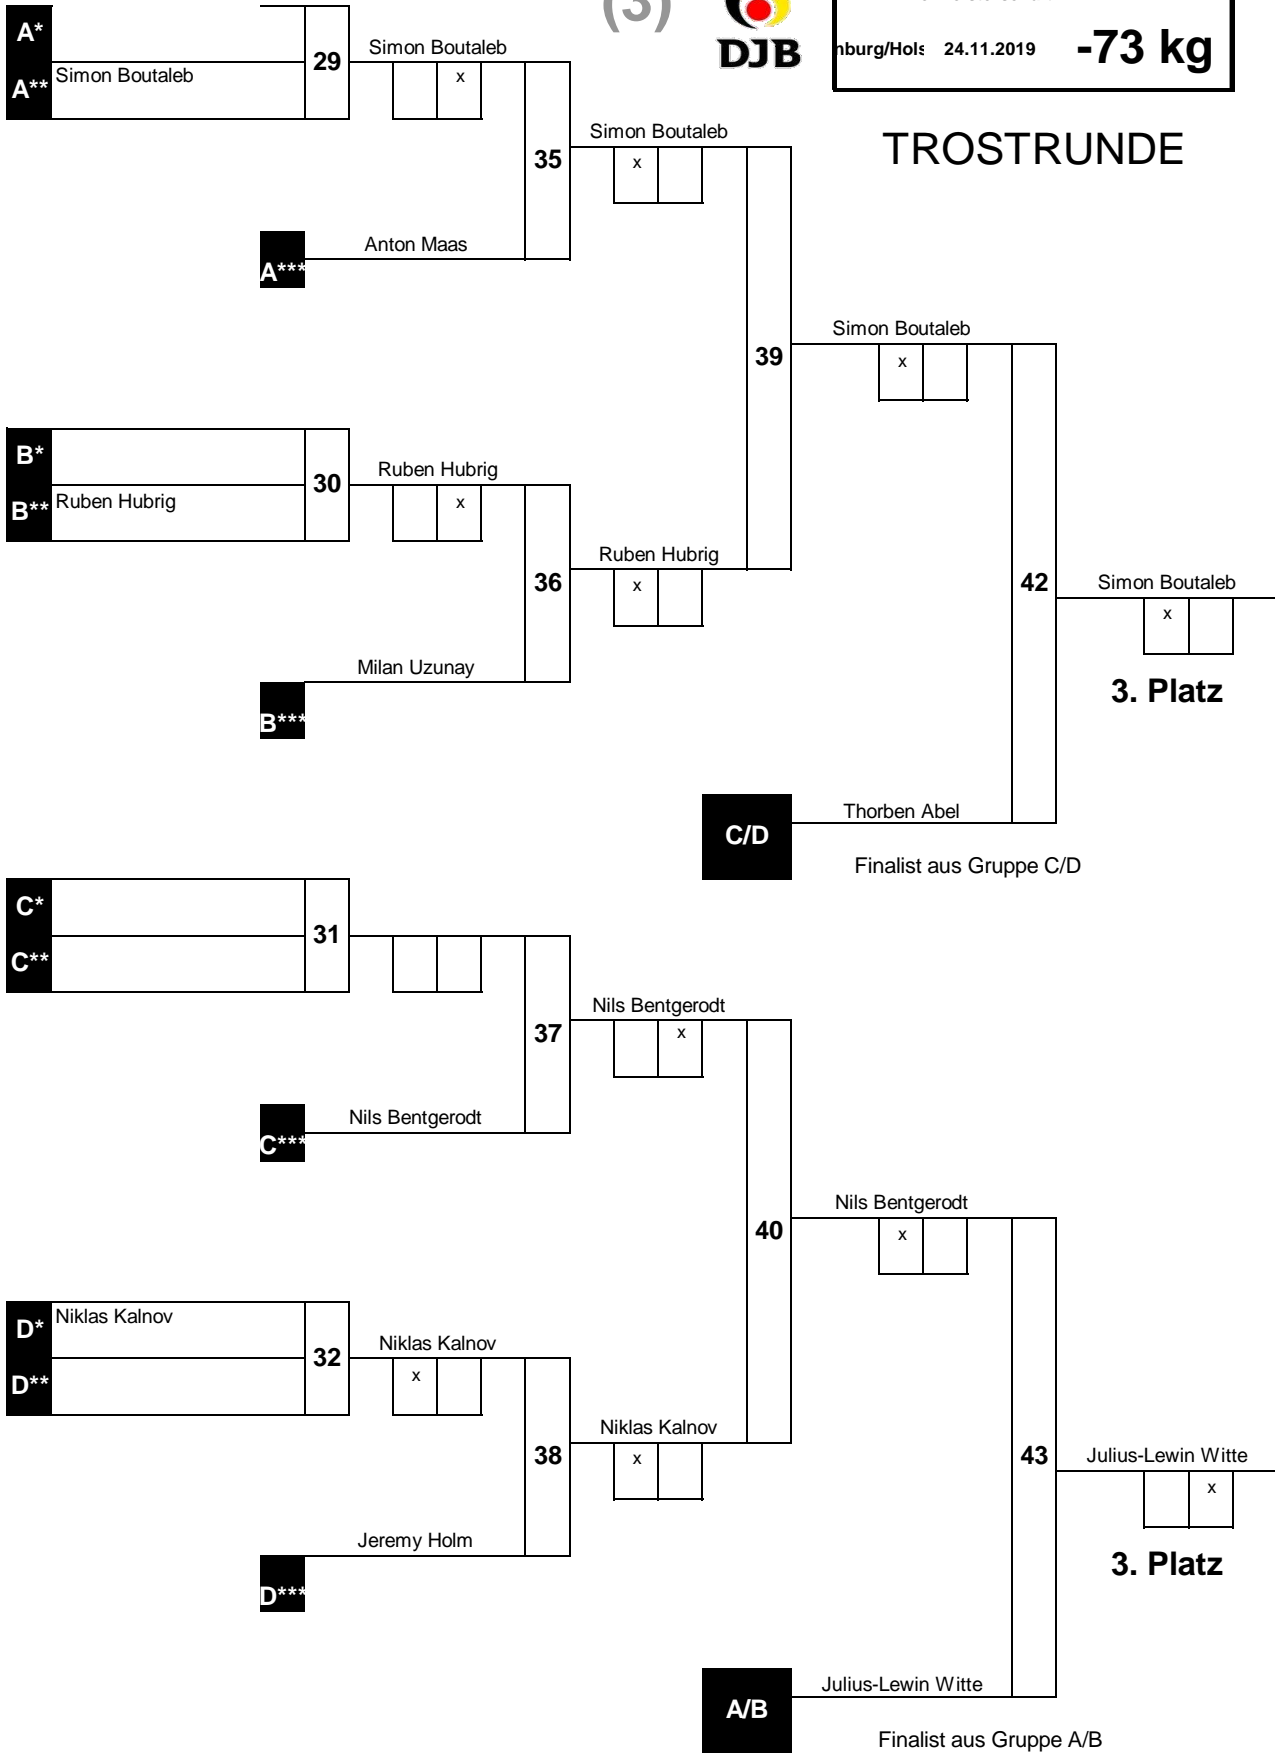 (3)
DJB
24.11.2019
-73 kg
TROSTRUNDE
A*
A** Simon Boutaleb
29
Simon Boutaleb
x
35
Simon Boutaleb
x
A***
Anton Maas
39
Simon Boutaleb
x
B*
B** Ruben Hubrig
30
Ruben Hubrig
x
36
Ruben Hubrig
x
B***
Milan Uzunay
42
Simon Boutaleb
x
3. Platz
C/D
Thorben Abel
Finalist aus Gruppe C/D
C*
C**
31
37
Nils Bentgerodt
x
C***
Nils Bentgerodt
40
Nils Bentgerodt
x
D* Niklas Kalnov
D**
32
Niklas Kalnov
x
38
Niklas Kalnov
x
D***
Jeremy Holm
43
Julius-Lewin Witte
x
3. Platz
A/B
Julius-Lewin Witte
Finalist aus Gruppe A/B